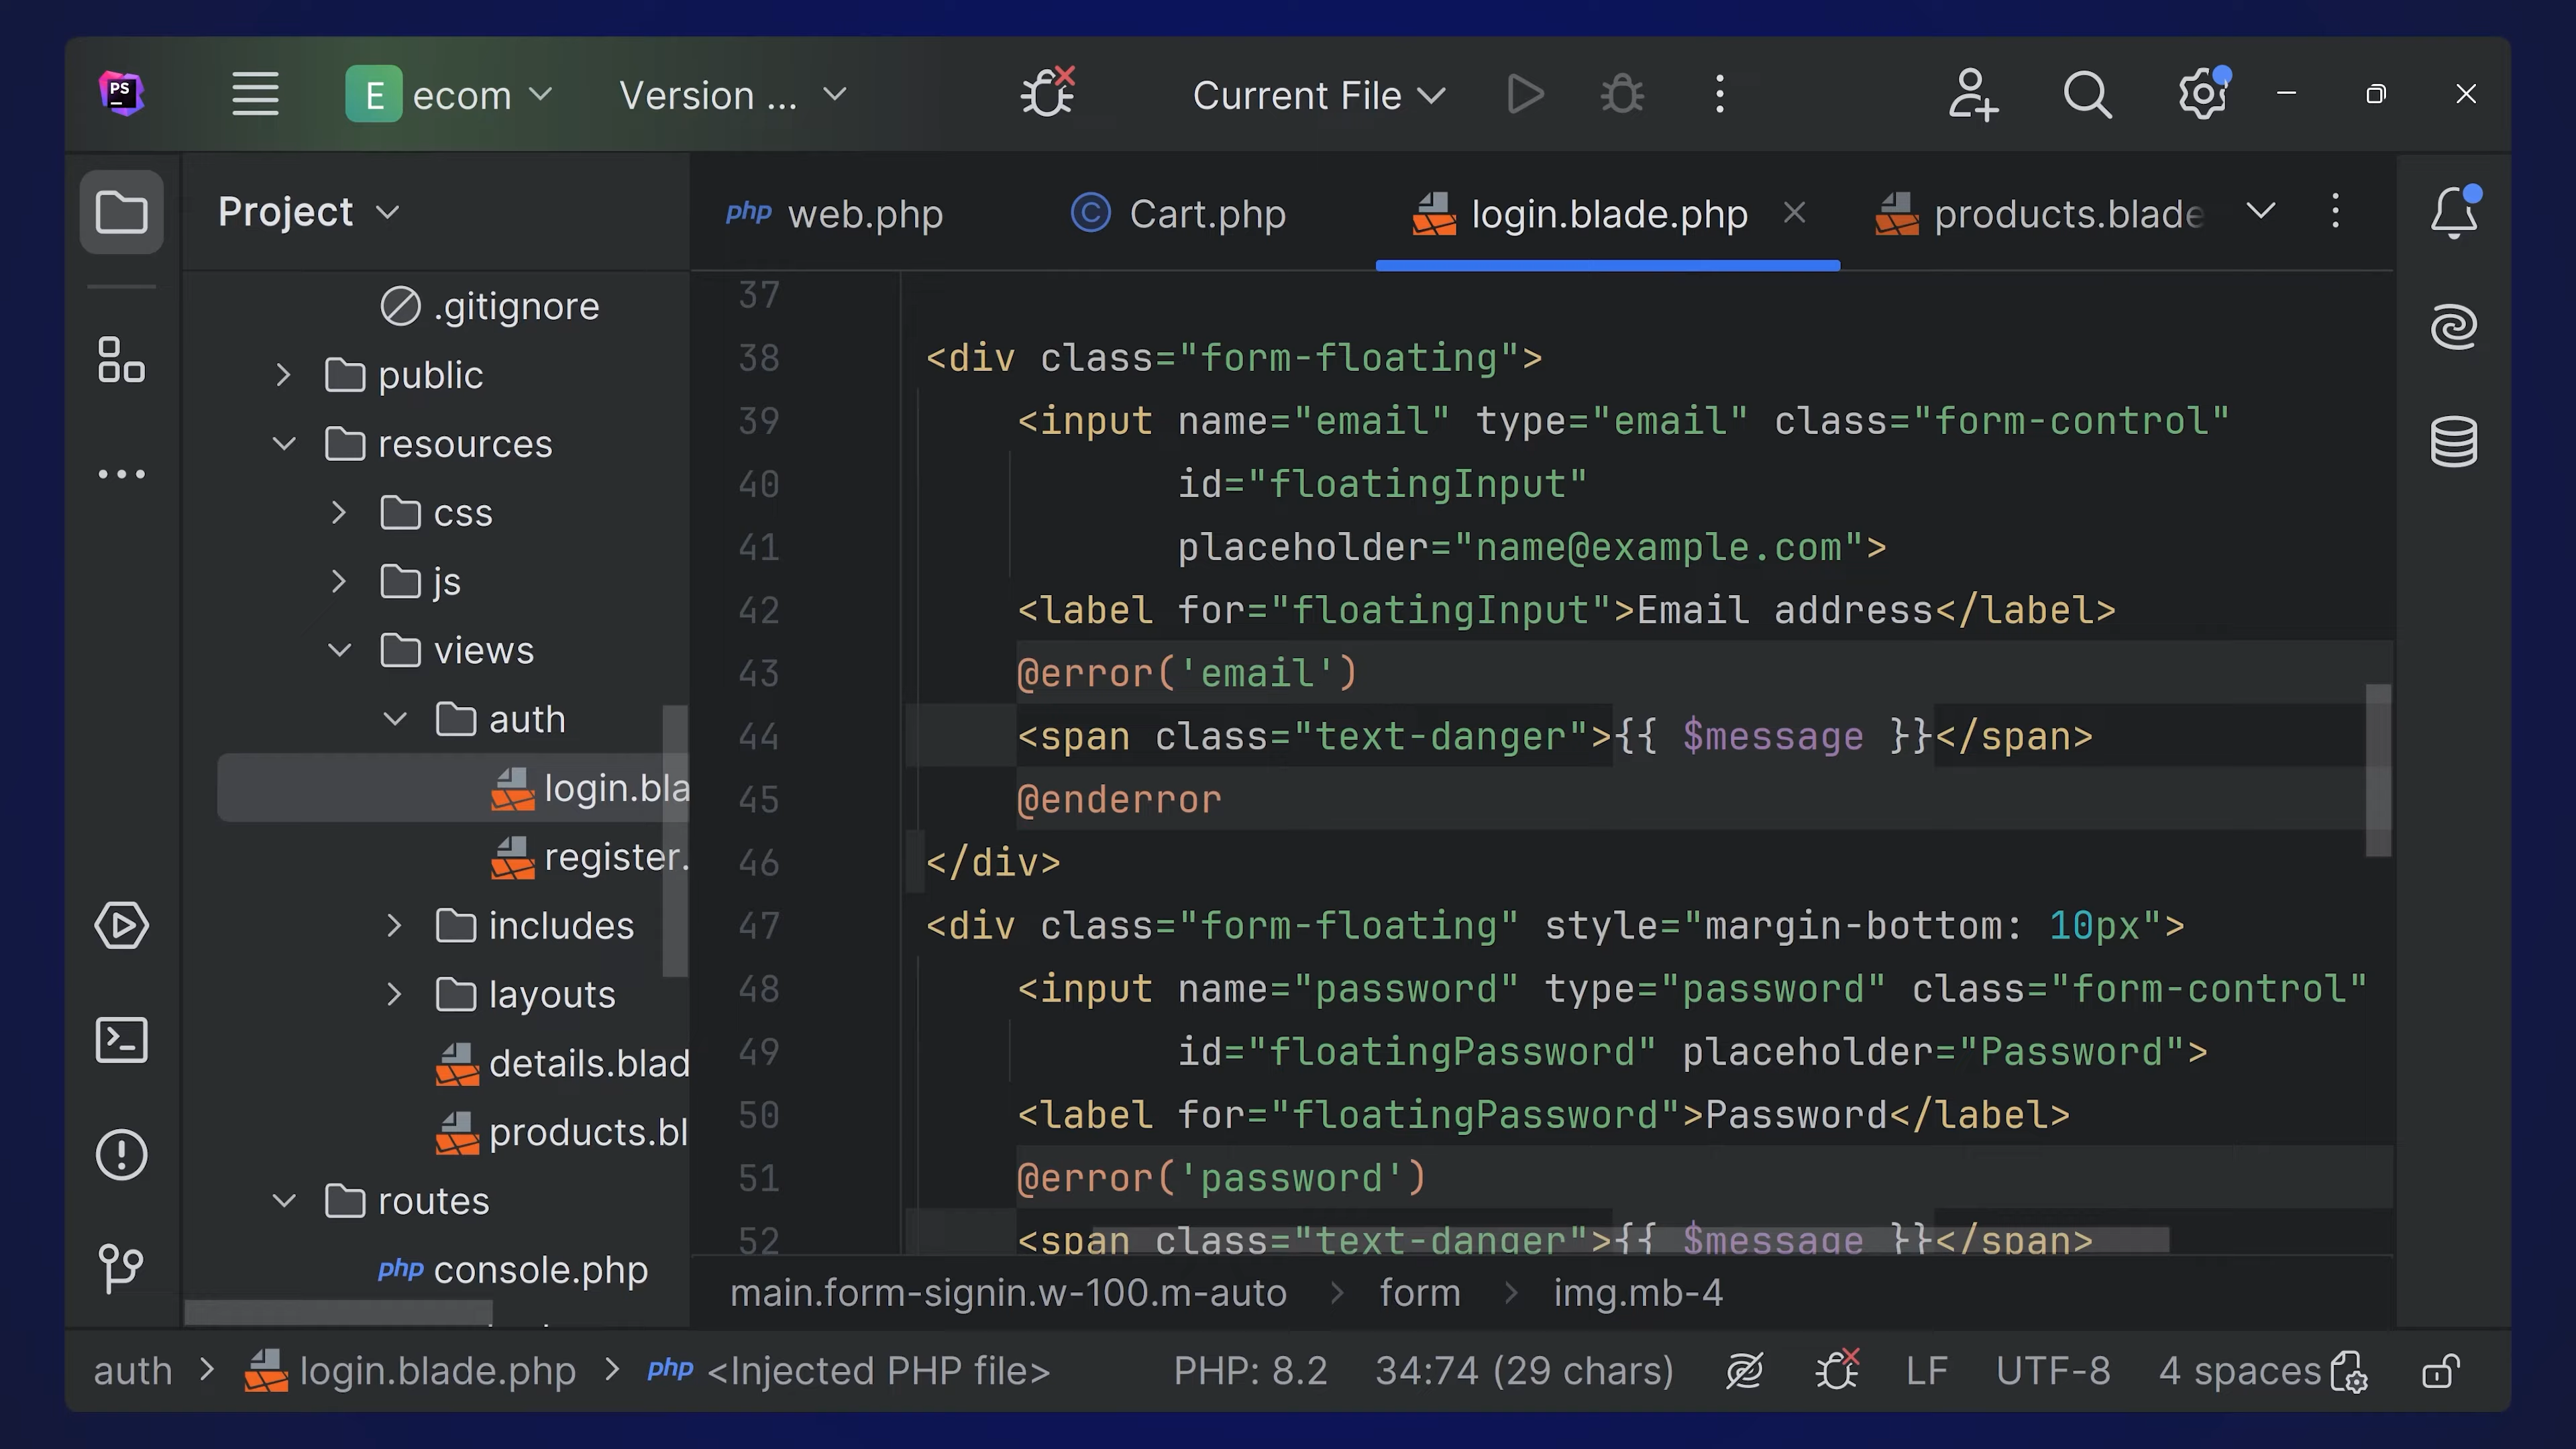 PS
E ecom
Version ...
Current File
Project
.gitignore
public
resources
css
js
views
auth
login.bla
register.
includes
layouts
details.blad
products.bl
routes
php console.php
php web.php
C Cart.php
login.blade.php
products.blade
37
38 <div class="form-floating">
39 <input name="email" type="email" class="form-control"
40 id="floatingInput"
41 placeholder="name@example.com">
42 <label for="floatingInput">Email address</label>
43 @error('email')
44 <span class="text-danger">{{ $message }}</span>
45 @enderror
46 </div>
47 <div class="form-floating" style="margin-bottom: 10px">
48 <input name="password" type="password" class="form-control"
49 id="floatingPassword" placeholder="Password">
50 <label for="floatingPassword">Password</label>
51 @error('password')
52 <span class="text-danger">{{ $message }}</span>
main.form-signin.w-100.m-auto > form > img.mb-4
auth > login.blade.php > php <Injected PHP file>
PHP: 8.2
34:74 (29 chars)
LF
UTF-8
4 spaces